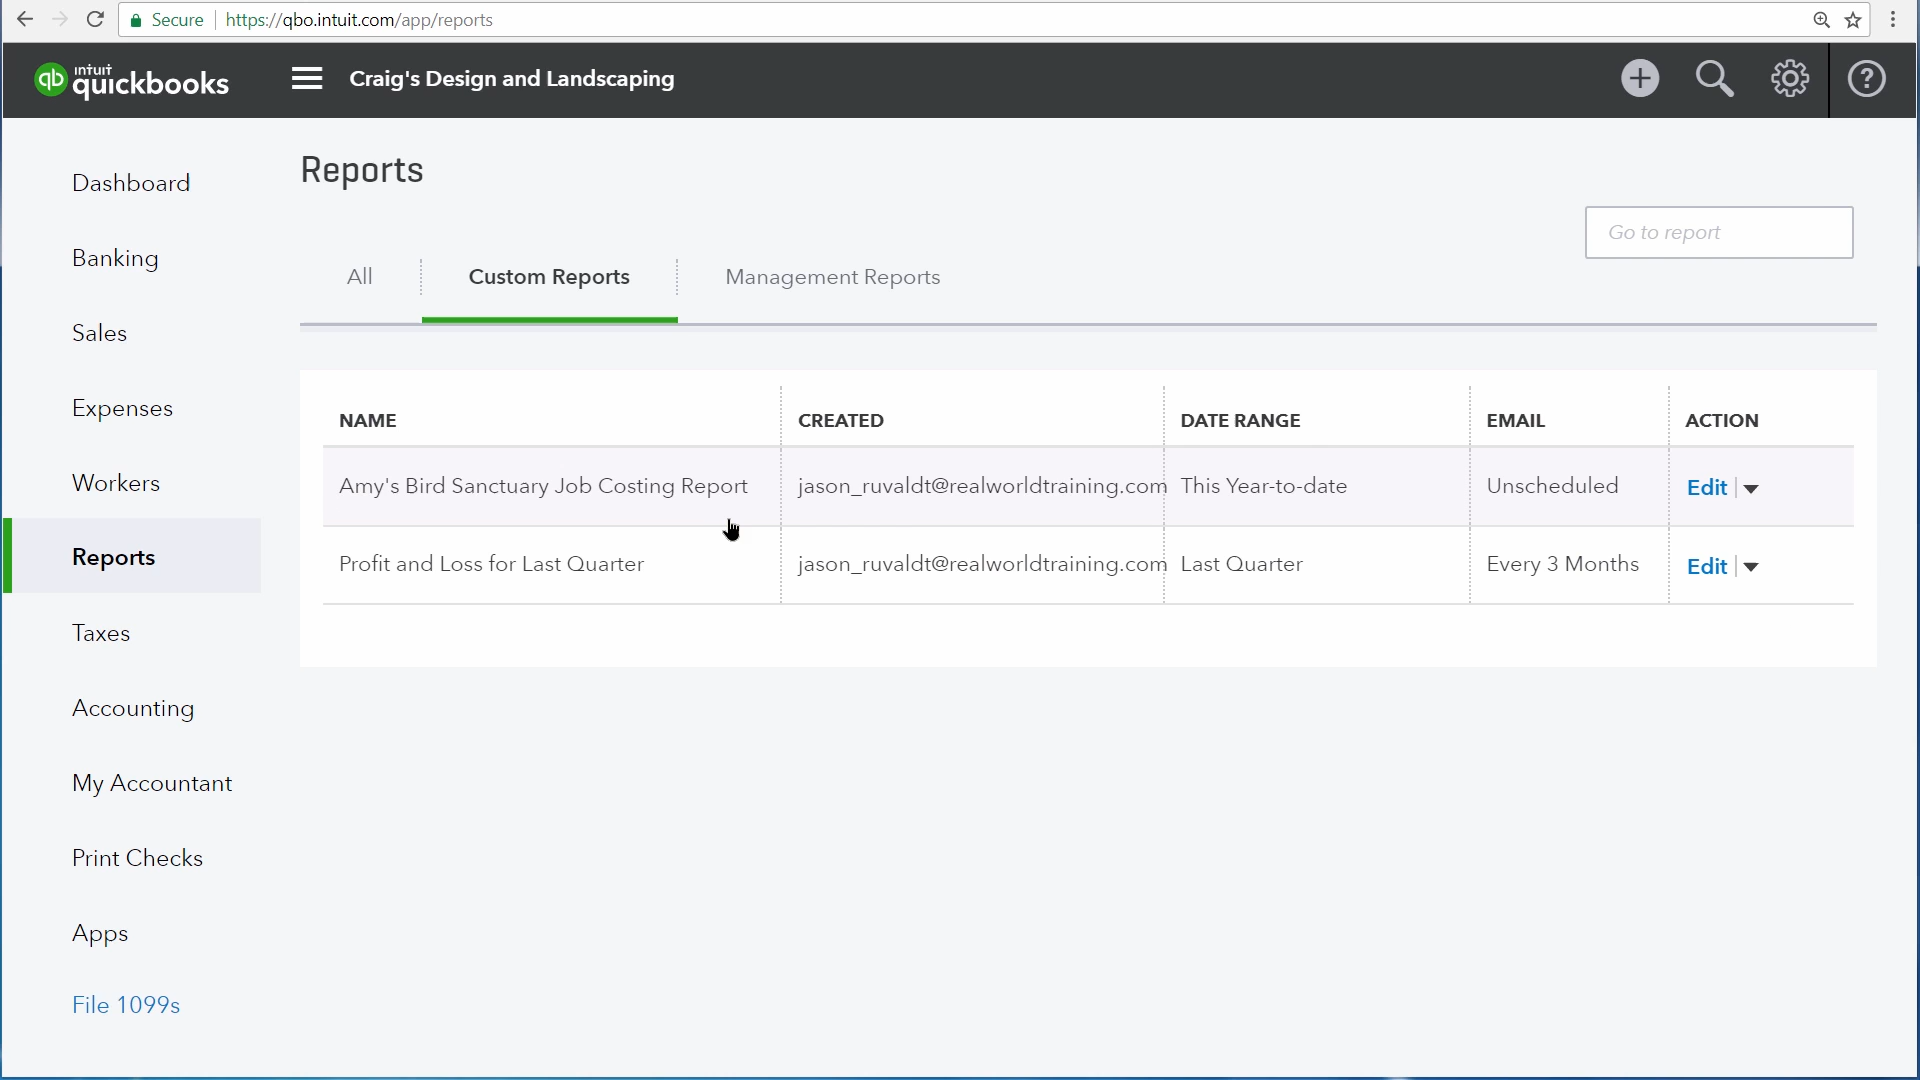 Secure https://qbo.intuit.com/app/reports
qb intuit quickbooks
Craig's Design and Landscaping
?
Dashboard
Banking
Sales
Expenses
Workers
Reports
Taxes
Accounting
My Accountant
Print Checks
Apps
File 1099s
Reports
Go to report
All Custom Reports Management Reports
NAME CREATED DATE RANGE EMAIL ACTION
Amy's Bird Sanctuary Job Costing Report jason_ruvaldt@realworldtraining.com This Year-to-date Unscheduled Edit
Profit and Loss for Last Quarter jason_ruvaldt@realworldtraining.com Last Quarter Every 3 Months Edit